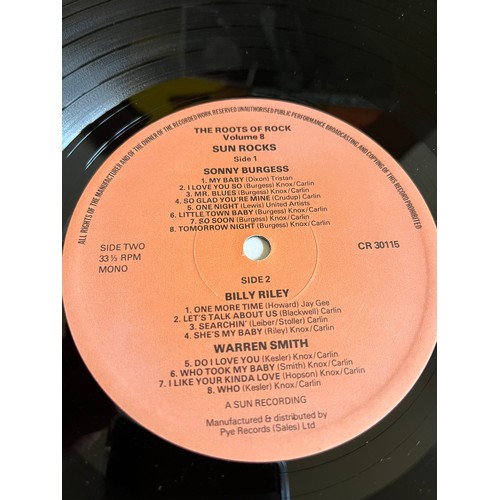 ALL RIGHTS OF THE MANUFACTURER AND OF THE OWNER OF THE RECORDED WORK RESERVED UNAUTHORISED PUBLIC PERFORMANCE BROADCASTING AND COPYING OF THIS RECORD PROHIBITED
THE ROOTS OF ROCK
Volume 8
SUN ROCKS
Side 1
SONNY BURGESS
1. MY BABY (Dixon) Tristan
2. I LOVE YOU SO (Burgess) Knox/Carlin
3. MR. BLUES (Burgess) Knox/Carlin
4. SO GLAD YOU'RE MINE (Crudup) Carlin
5. ONE NIGHT (Lewis) United Artists
6. LITTLE TOWN BABY (Burgess) Knox/Carlin
7. SO SOON (Burgess) Knox/Carlin
8. TOMORROW NIGHT (Burgess) Knox/Carlin
SIDE TWO
33 ⅓ RPM
MONO
CR 30115
SIDE 2
BILLY RILEY
1. ONE MORE TIME (Howard) Jay Gee
2. LET'S TALK ABOUT US (Blackwell) Carlin
3. SEARCHIN' (Leiber/Stoller) Carlin
4. SHE'S MY BABY (Riley) Knox/Carlin
WARREN SMITH
5. DO I LOVE YOU (Kesler) Knox/Carlin
6. WHO TOOK MY BABY (Smith) Knox/Carlin
7. I LIKE YOUR KINDA LOVE (Hopson) Knox/Carlin
8. WHO (Kesler) Knox/Carlin
A SUN RECORDING
Manufactured & distributed by
Pye Records (Sales) Ltd